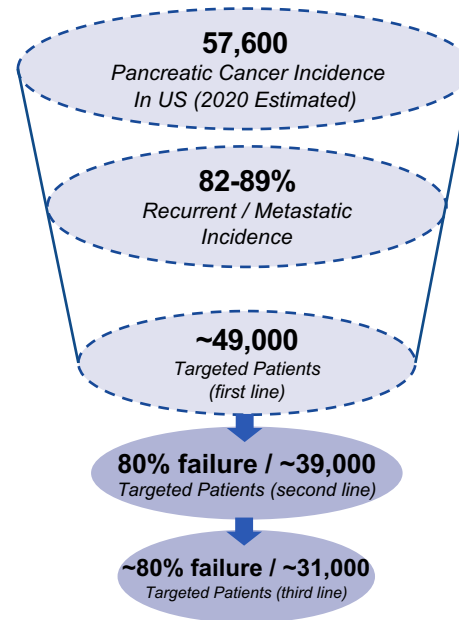 57,600
Pancreatic Cancer Incidence
In US (2020 Estimated)
82-89%
Recurrent / Metastatic
Incidence
~49,000
Targeted Patients
(first line)
80% failure / ~39,000
Targeted Patients (second line)
~80% failure / ~31,000
Targeted Patients (third line)